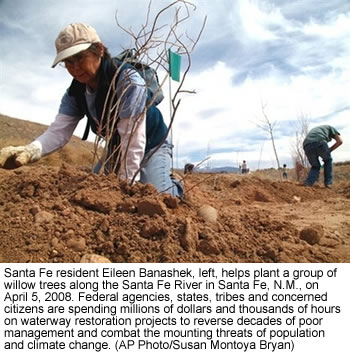 Santa Fe resident Eileen Banashek, left, helps plant a group of
willow trees along the Santa Fe River in Santa Fe, N.M., on
April 5, 2008. Federal agencies, states, tribes and concerned
citizens are spending millions of dollars and thousands of hours
on waterway restoration projects to reverse decades of poor
management and combat the mounting threats of population
and climate change. (AP Photo/Susan Montoya Bryan)